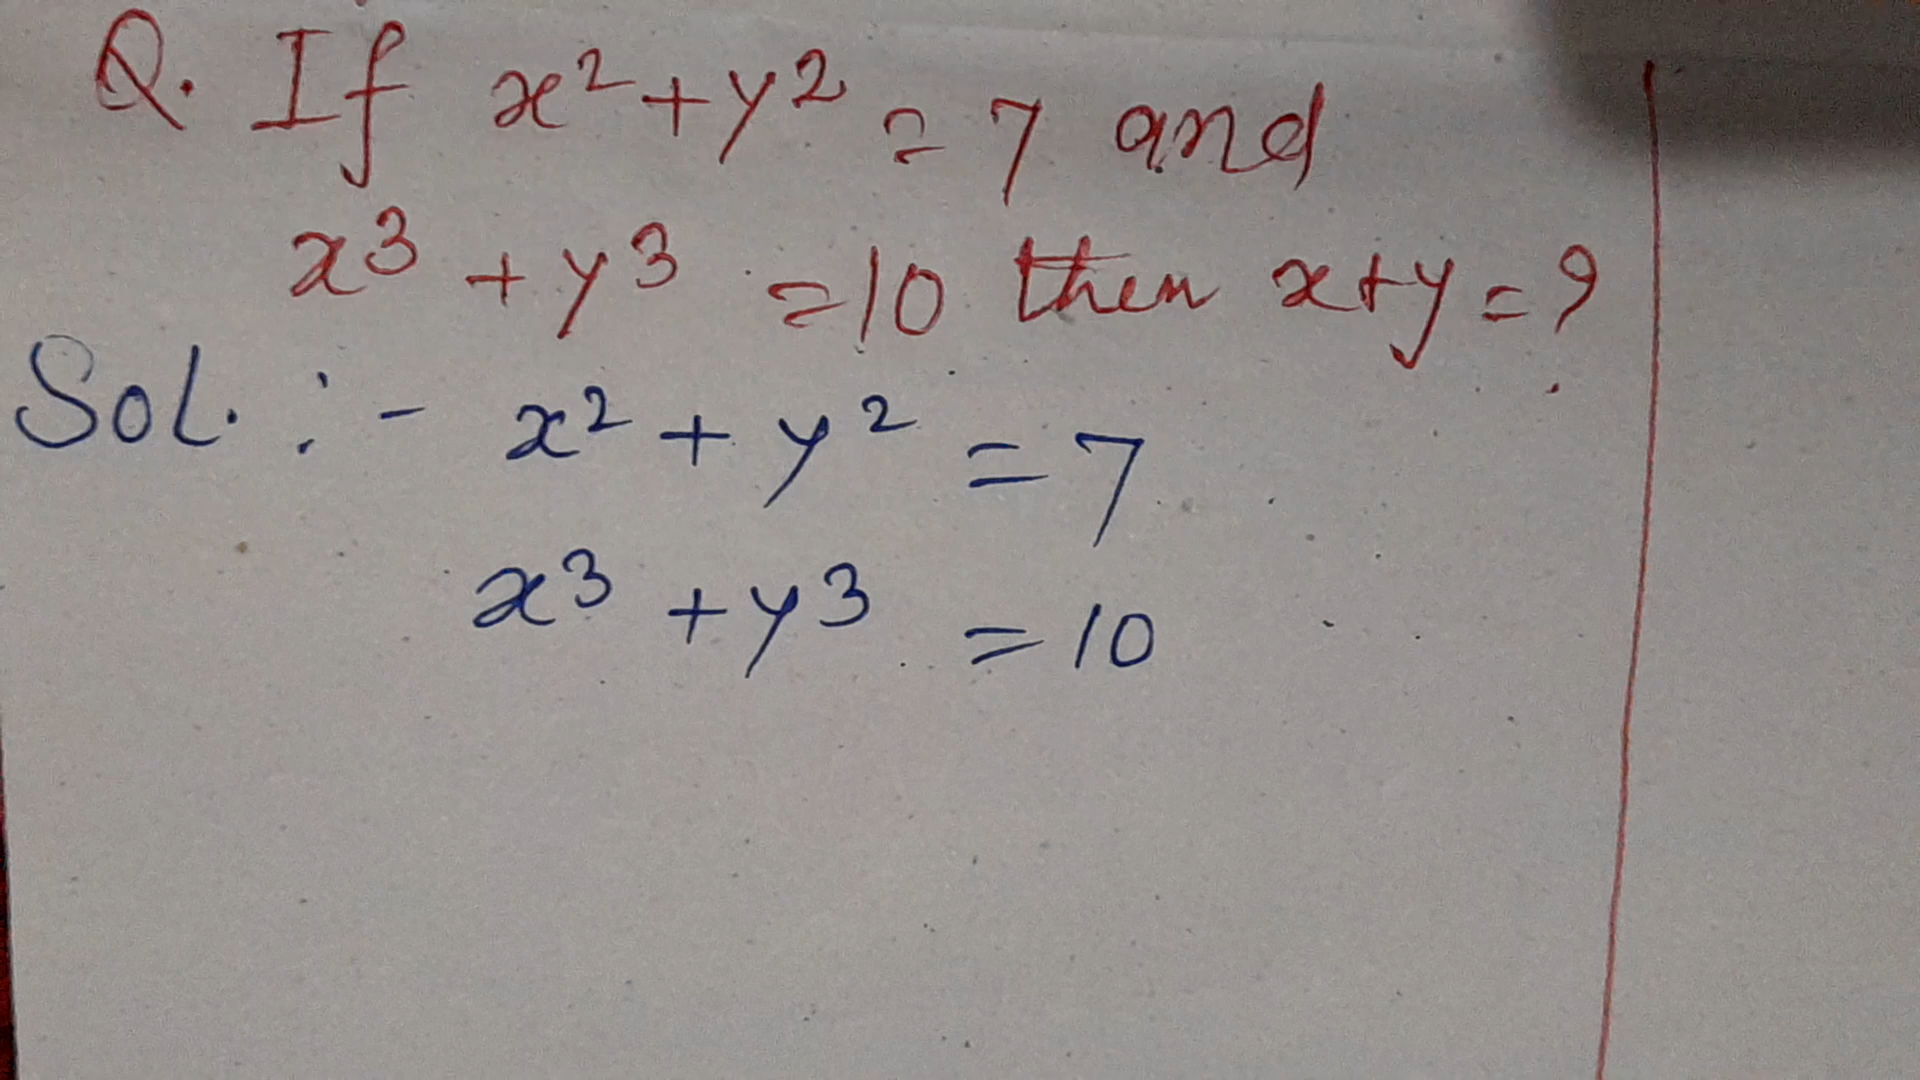 Q. If x² + y² = 7 and
x³ + y³ = 10 then x+y = ?
Sol. :- x² + y² = 7
x³ + y³ = 10